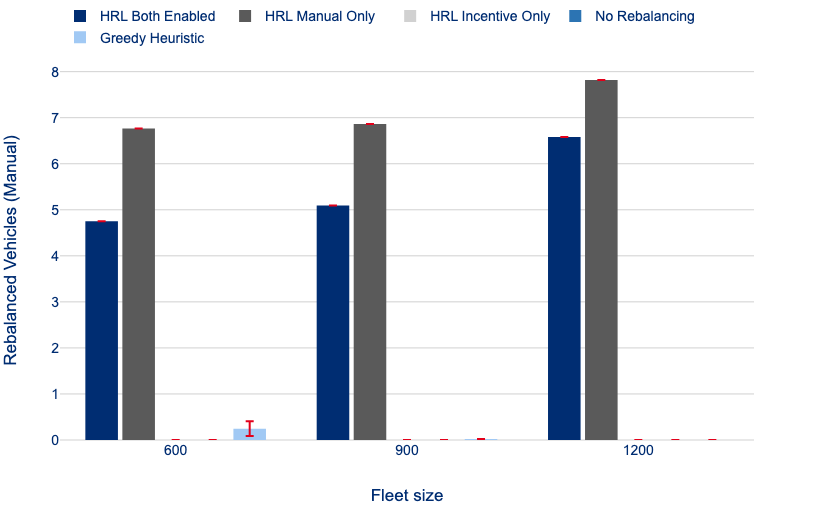 HRL Both Enabled HRL Manual Only HRL Incentive Only No Rebalancing
Greedy Heuristic
Rebalanced Vehicles (Manual)
8
7
6
5
4
3
2
1
0
600 900 1200
Fleet size